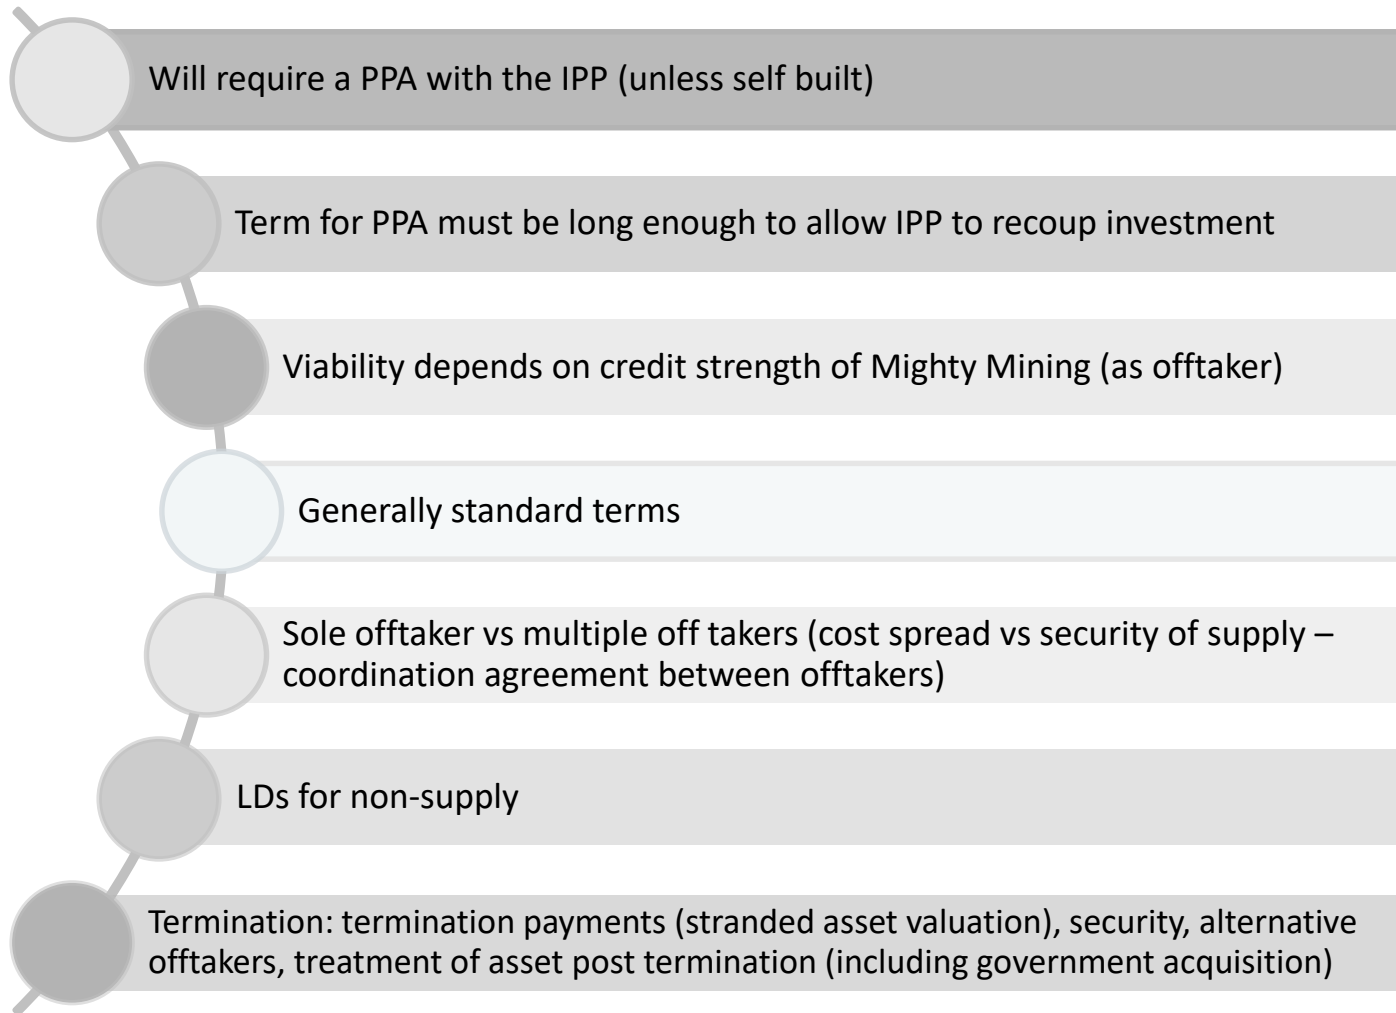 Will require a PPA with the IPP (unless self built)
Term for PPA must be long enough to allow IPP to recoup investment
Viability depends on credit strength of Mighty Mining (as offtaker)
Generally standard terms
Sole offtaker vs multiple off takers (cost spread vs security of supply –
coordination agreement between offtakers)
LDs for non-supply
Termination: termination payments (stranded asset valuation), security, alternative
offtakers, treatment of asset post termination (including government acquisition)